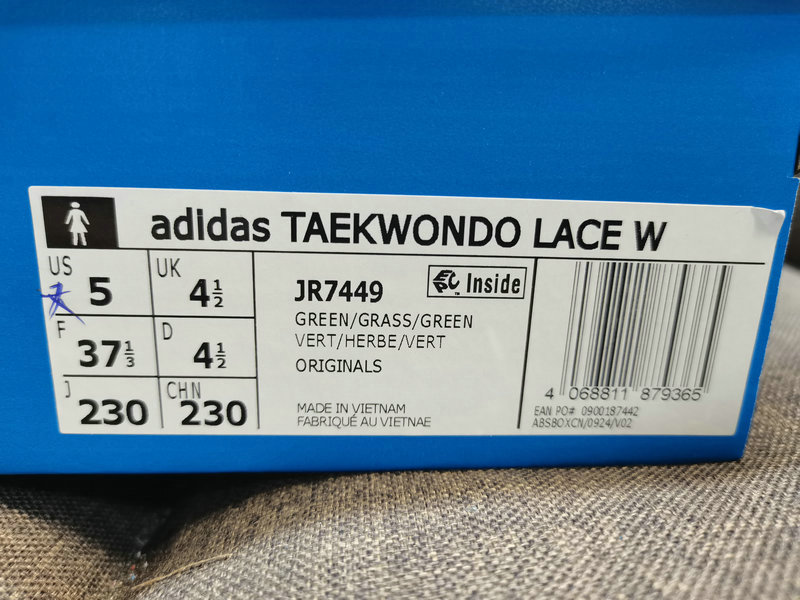 adidas TAEKWONDO LACE W
US 5
UK 4½
F 37⅓
D 4½
J 230
CHN 230
JR7449
Inside
GREEN/GRASS/GREEN
VERT/HERBE/VERT
ORIGINALS
MADE IN VIETNAM
FABRIQUÉ AU VIETNAE
4 068811 879365
EAN PO# 0900187442
ABSBOXCN/0924/V02